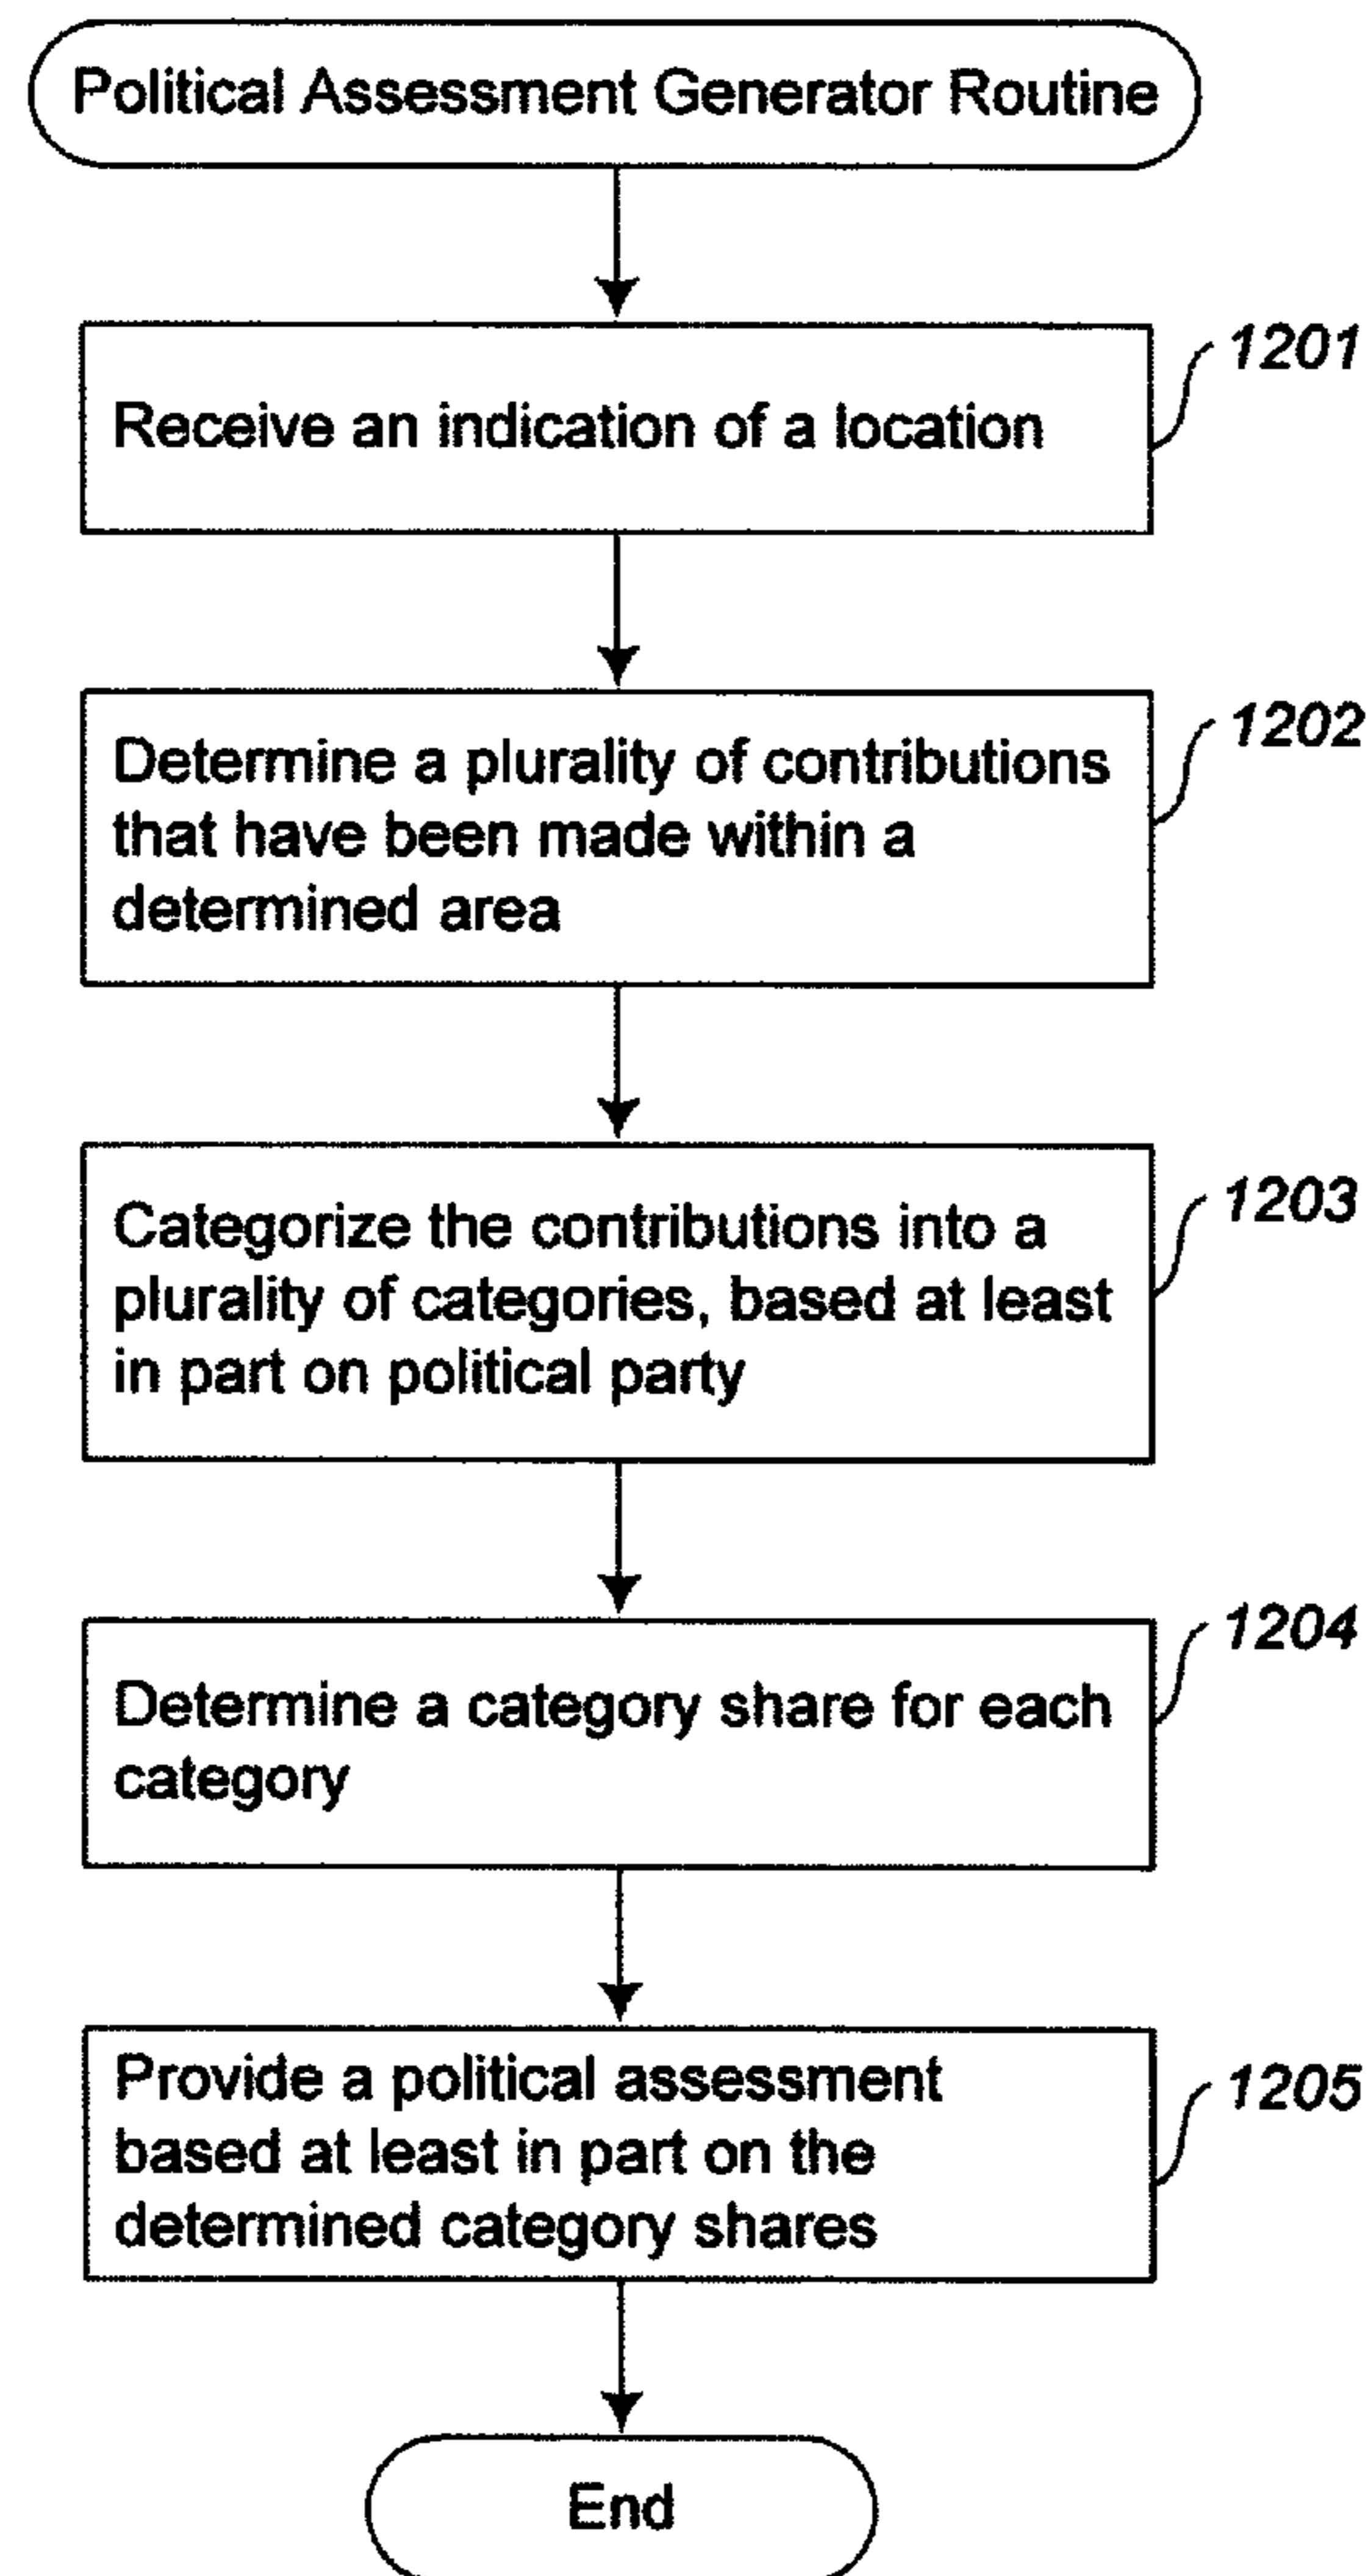 Political Assessment Generator Routine
1201
Receive an indication of a location
1202
Determine a plurality of contributions
that have been made within a
determined area
1203
Categorize the contributions into a
plurality of categories, based at least
in part on political party
1204
Determine a category share for each
category
1205
Provide a political assessment
based at least in part on the
determined category shares
End